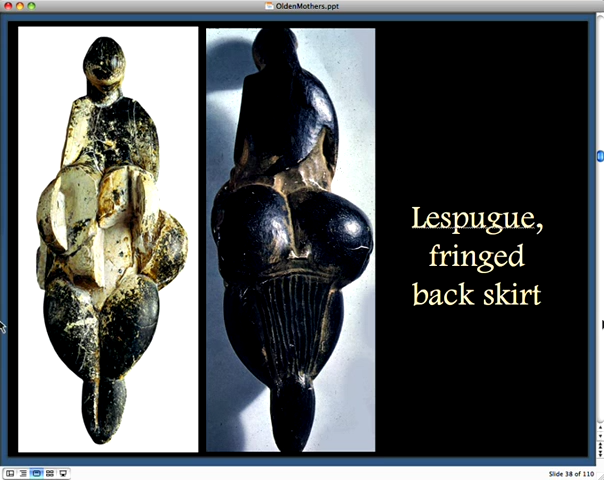 OldenMothers.ppt
Lespugue,
fringed
back skirt
Slide 38 of 110